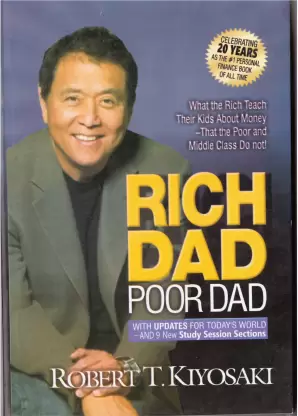 CELEBRATING
20 YEARS
AS THE #1 PERSONAL
FINANCE BOOK
OF ALL TIME
What the Rich Teach
Their Kids About Money
–That the Poor and
Middle Class Do not!
RICH
DAD
POOR DAD
WITH UPDATES FOR TODAY'S WORLD
—AND 9 New Study Session Sections
ROBERT T. KIYOSAKI